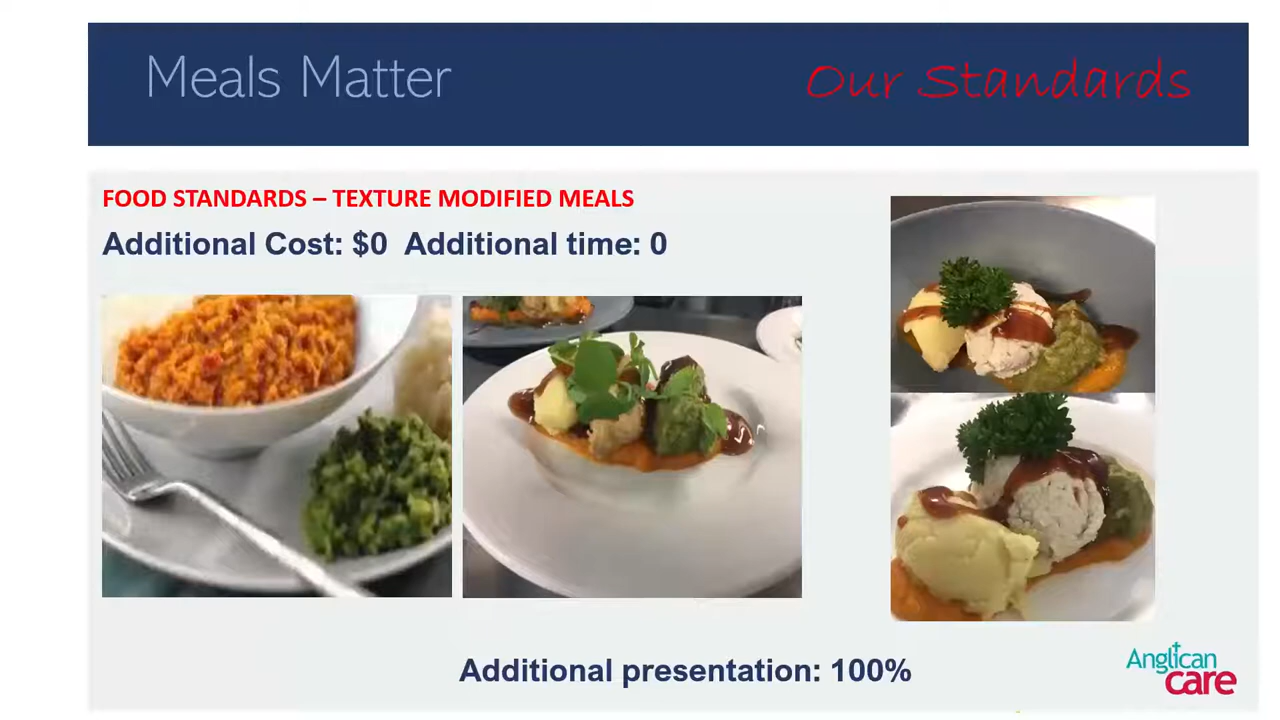 Meals Matter
Our Standards
FOOD STANDARDS – TEXTURE MODIFIED MEALS
Additional Cost: $0 Additional time: 0
Additional presentation: 100%
Anglican
care